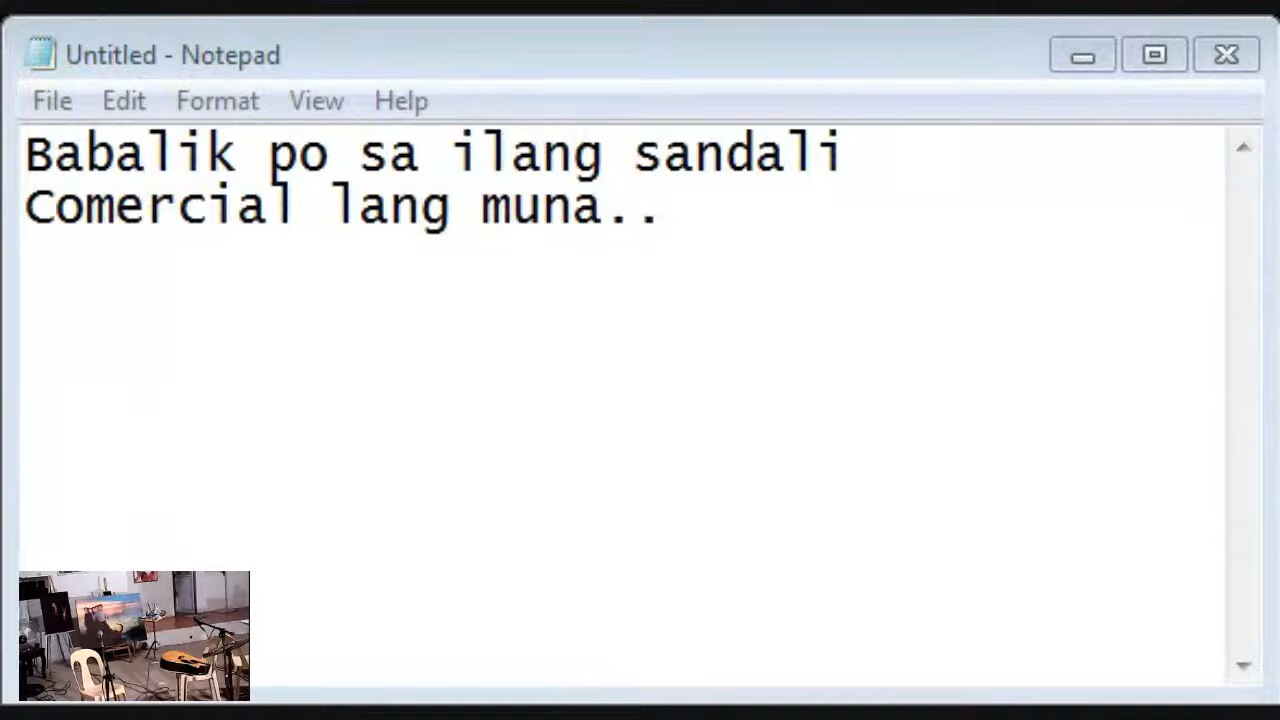 Untitled - Notepad
File Edit Format View Help
Babalik po sa ilang sandali
Comercial lang muna..